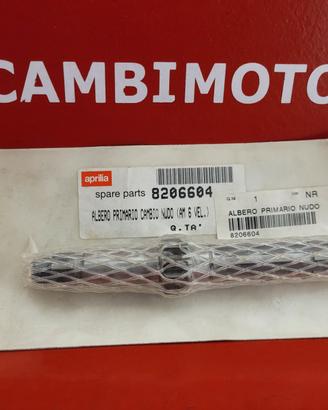 CAMBIMOTO
aprilia
spare parts 8206604
ALBERO PRIMARIO CAMBIO NUDO (AM 6 VEL.)
Q.TA'
1 NR
ALBERO PRIMARIO NUDO
8206604